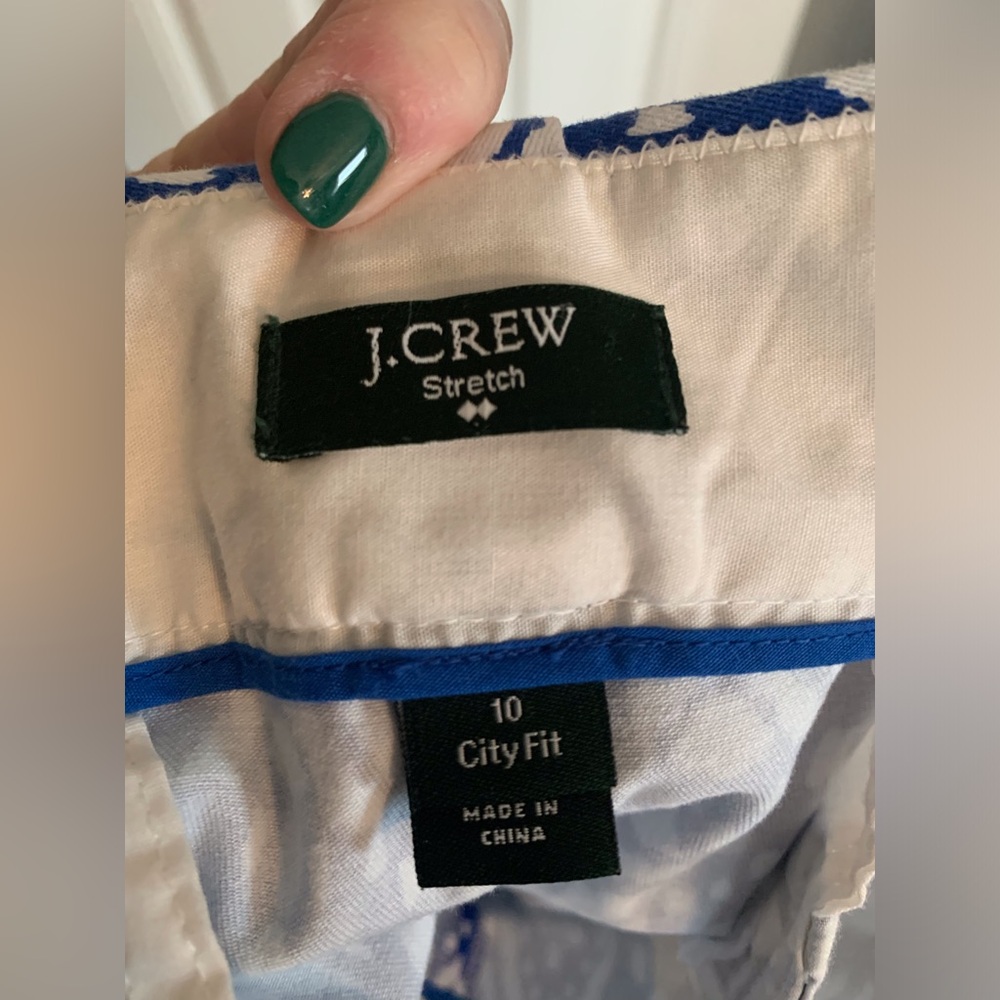 J.CREW
Stretch
10
City Fit
MADE IN
CHINA